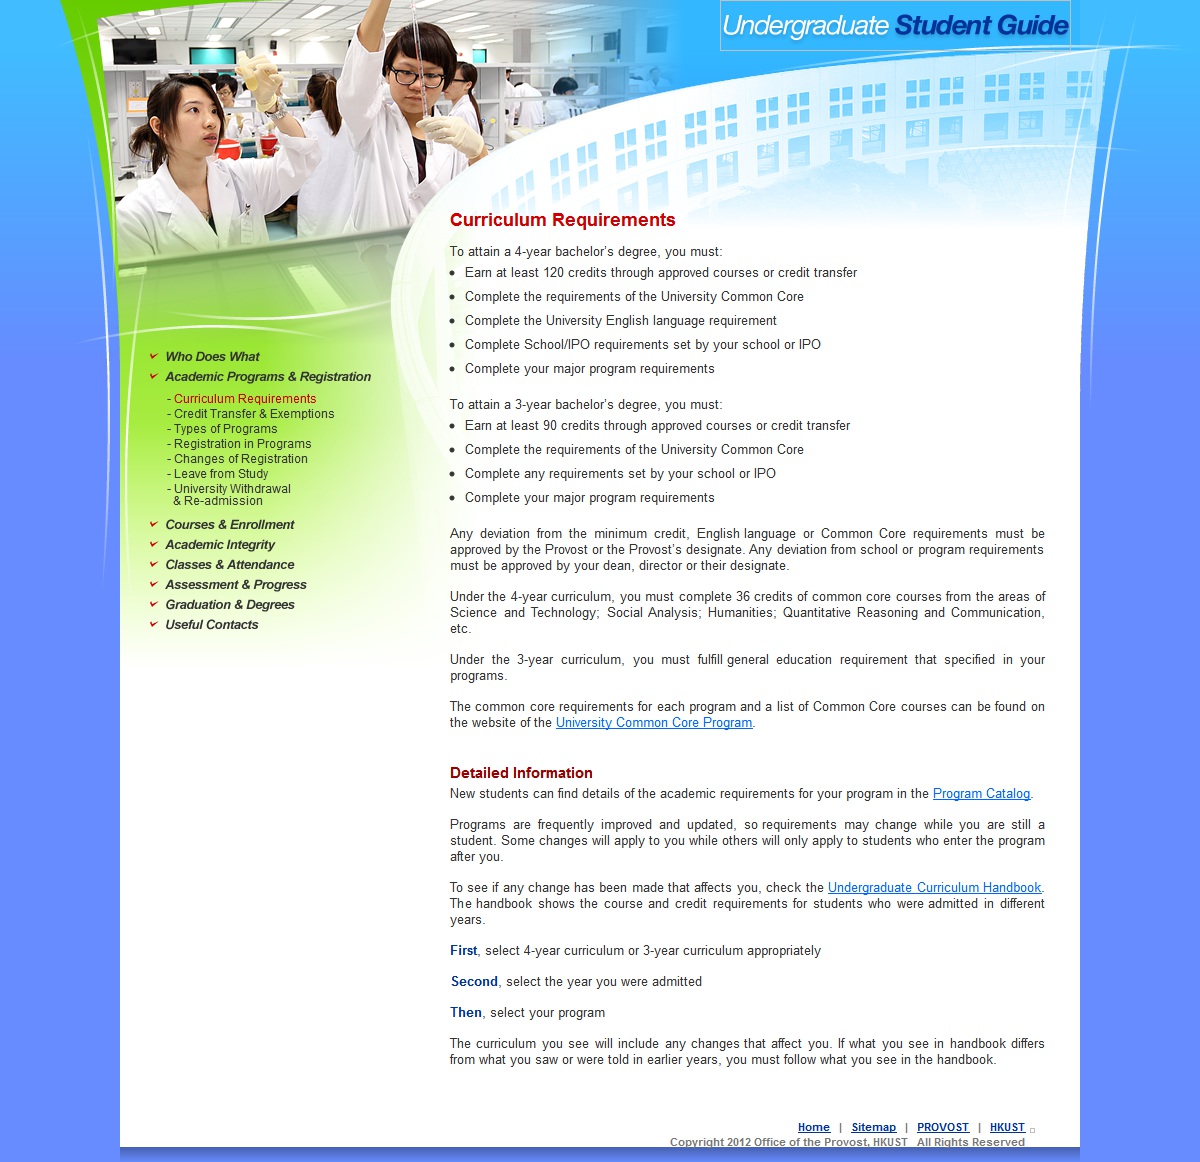 Undergraduate Student Guide
Who Does What
Academic Programs & Registration
- Curriculum Requirements
- Credit Transfer & Exemptions
- Types of Programs
- Registration in Programs
- Changes of Registration
- Leave from Study
- University Withdrawal
& Re-admission
Courses & Enrollment
Academic Integrity
Classes & Attendance
Assessment & Progress
Graduation & Degrees
Useful Contacts
Curriculum Requirements
To attain a 4-year bachelor's degree, you must:
• Earn at least 120 credits through approved courses or credit transfer
• Complete the requirements of the University Common Core
• Complete the University English language requirement
• Complete School/IPO requirements set by your school or IPO
• Complete your major program requirements
To attain a 3-year bachelor's degree, you must:
• Earn at least 90 credits through approved courses or credit transfer
• Complete the requirements of the University Common Core
• Complete any requirements set by your school or IPO
• Complete your major program requirements
Any deviation from the minimum credit, English language or Common Core requirements must be
approved by the Provost or the Provost's designate. Any deviation from school or program requirements
must be approved by your dean, director or their designate.
Under the 4-year curriculum, you must complete 36 credits of common core courses from the areas of
Science and Technology; Social Analysis; Humanities; Quantitative Reasoning and Communication,
etc.
Under the 3-year curriculum, you must fulfill general education requirement that specified in your
programs.
The common core requirements for each program and a list of Common Core courses can be found on
the website of the University Common Core Program.
Detailed Information
New students can find details of the academic requirements for your program in the Program Catalog.
Programs are frequently improved and updated, so requirements may change while you are still a
student. Some changes will apply to you while others will only apply to students who enter the program
after you.
To see if any change has been made that affects you, check the Undergraduate Curriculum Handbook.
The handbook shows the course and credit requirements for students who were admitted in different
years.
First, select 4-year curriculum or 3-year curriculum appropriately
Second, select the year you were admitted
Then, select your program
The curriculum you see will include any changes that affect you. If what you see in handbook differs
from what you saw or were told in earlier years, you must follow what you see in the handbook.
Home | Sitemap | PROVOST | HKUST
Copyright 2012 Office of the Provost, HKUST All Rights Reserved